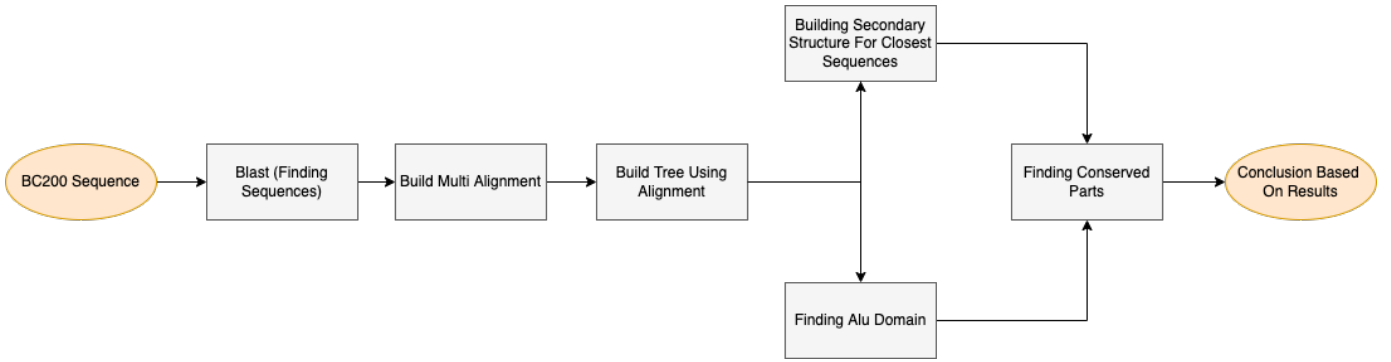 BC200 Sequence
Blast (Finding
Sequences)
Build Multi Alignment
Build Tree Using
Alignment
Building Secondary
Structure For Closest
Sequences
Finding Alu Domain
Finding Conserved
Parts
Conclusion Based
On Results